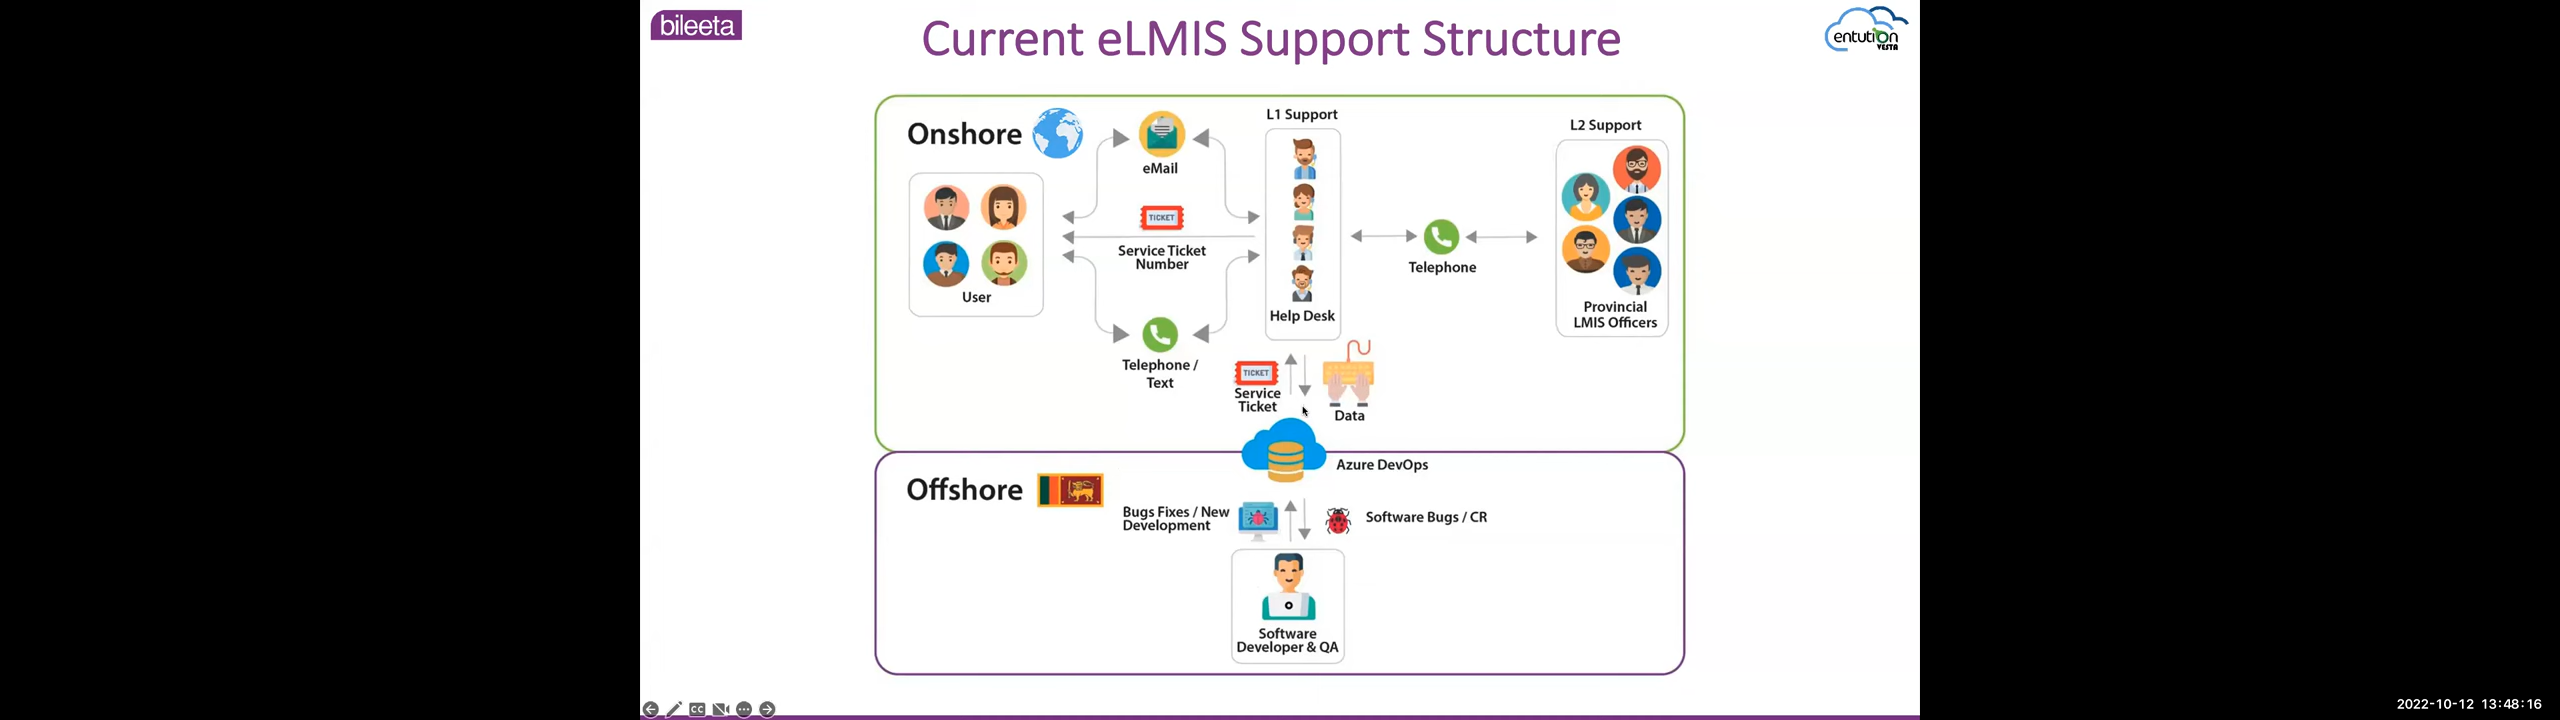 bileeta
Current eLMIS Support Structure
entution
VESTA
Onshore
User
eMail
TICKET
Service Ticket
Number
Telephone /
Text
L1 Support
Help Desk
Telephone
L2 Support
Provincial
LMIS Officers
TICKET
Service
Ticket
Data
Azure DevOps
Offshore
Bugs Fixes / New
Development
Software Bugs / CR
Software
Developer & QA
CC
2022-10-12 13:48:16